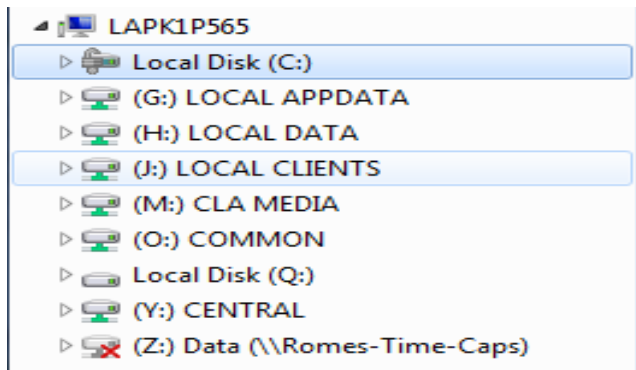 LAPK1P565
Local Disk (C:)
(G:) LOCAL APPDATA
(H:) LOCAL DATA
(J:) LOCAL CLIENTS
(M:) CLA MEDIA
(O:) COMMON
Local Disk (Q:)
(Y:) CENTRAL
(Z:) Data (\\Romes-Time-Caps)